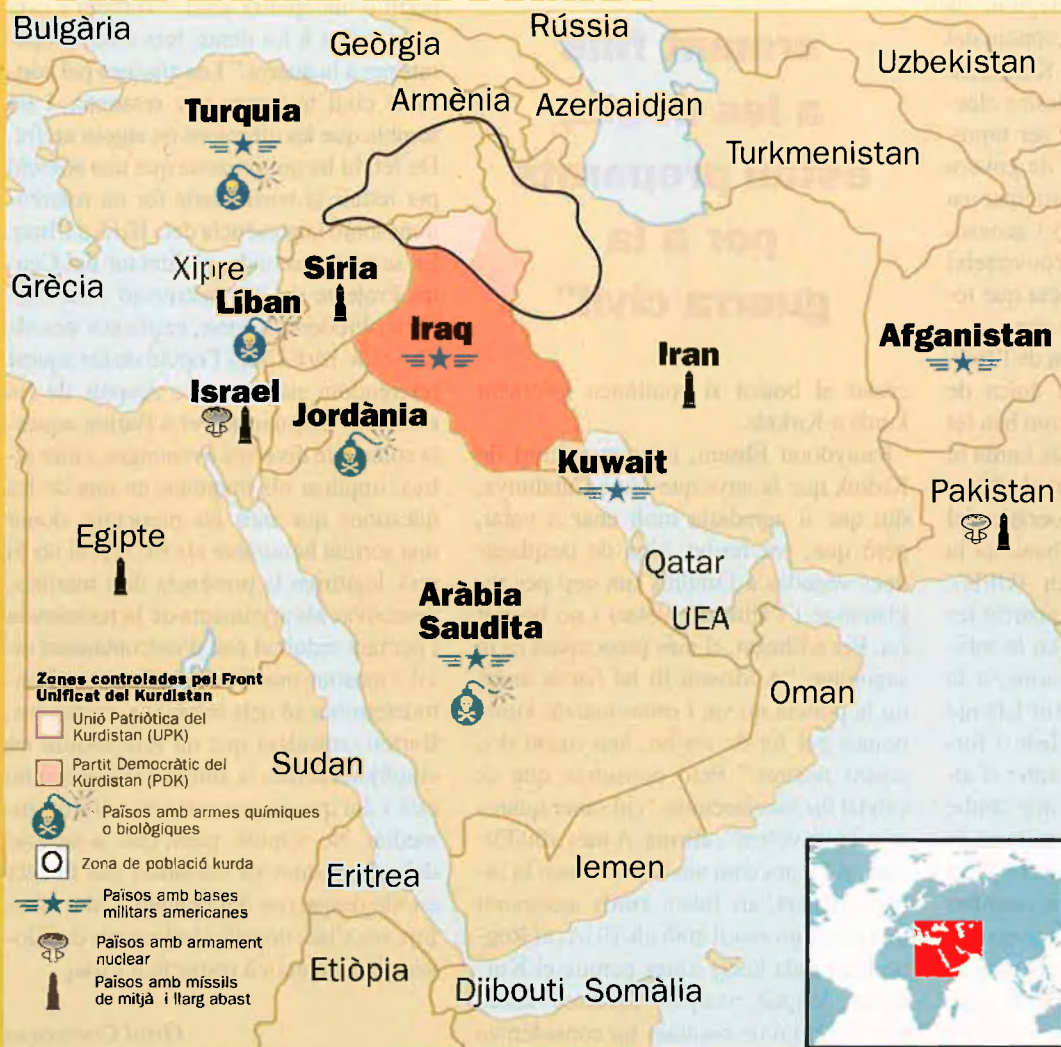 Bulgària
Geòrgia
Rússia
Uzbekistan
Turquia
Armènia
Azerbaidjan
Turkmenistan
Grècia
Xipre
Síria
Líban
Iraq
Iran
Afganistan
Israel
Jordània
Kuwait
Pakistan
Egipte
Qatar
Aràbia
Saudita
UEA
Oman
Zones controlades pel Front
Unificat del Kurdistan
Unió Patriòtica del
Kurdistan (UPK)
Partit Democràtic del
Kurdistan (PDK)
Països amb armes químiques
o biològiques
Zona de població kurda
Països amb bases
militars americanes
Països amb armament
nuclear
Països amb míssils
de mitjà i llarg abast
Sudan
Eritrea
Iemen
Etiòpia
Djibouti
Somàlia